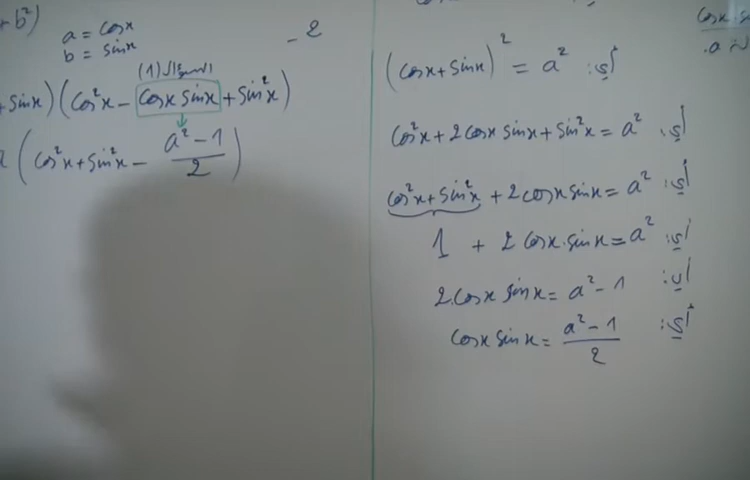 + b²)
a = cosx
b = sinx
- 2
(1) السؤال
+ sinx)(cos²x - cosx sinx + sin²x)
(cos²x + sin²x - (a² - 1)/2)
(cosx + sinx)² = a² أي:
cos²x + 2cosx sinx + sin²x = a² أي:
cos²x + sin²x + 2cosx sinx = a² أي:
1 + 2 cosx . sinx = a² أي:
2.cosx sinx = a² - 1 أي:
cosx sinx = (a² - 1)/2 أي: